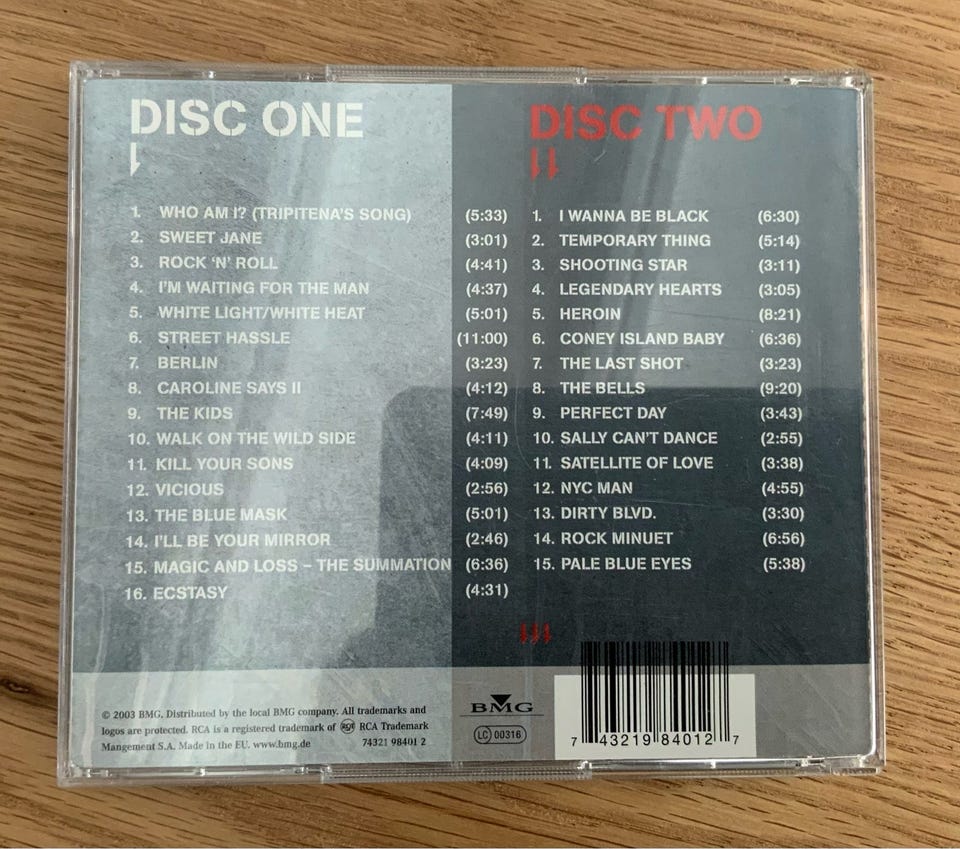 DISC ONE
1. WHO AM I? (TRIPITENA'S SONG) (5:33)
2. SWEET JANE (3:01)
3. ROCK 'N' ROLL (4:41)
4. I'M WAITING FOR THE MAN (4:37)
5. WHITE LIGHT/WHITE HEAT (5:01)
6. STREET HASSLE (11:00)
7. BERLIN (3:23)
8. CAROLINE SAYS II (4:12)
9. THE KIDS (7:49)
10. WALK ON THE WILD SIDE (4:11)
11. KILL YOUR SONS (4:09)
12. VICIOUS (2:56)
13. THE BLUE MASK (5:01)
14. I'LL BE YOUR MIRROR (2:46)
15. MAGIC AND LOSS – THE SUMMATION (6:36)
16. ECSTASY (4:31)
DISC TWO
1. I WANNA BE BLACK (6:30)
2. TEMPORARY THING (5:14)
3. SHOOTING STAR (3:11)
4. LEGENDARY HEARTS (3:05)
5. HEROIN (8:21)
6. CONEY ISLAND BABY (6:36)
7. THE LAST SHOT (3:23)
8. THE BELLS (9:20)
9. PERFECT DAY (3:43)
10. SALLY CAN'T DANCE (2:55)
11. SATELLITE OF LOVE (3:38)
12. NYC MAN (4:55)
13. DIRTY BLVD. (3:30)
14. ROCK MINUET (6:56)
15. PALE BLUE EYES (5:38)
© 2003 BMG. Distributed by the local BMG company. All trademarks and
logos are protected. RCA is a registered trademark of RCA RCA Trademark
Mangement S.A. Made in the EU. www.bmg.de 74321 98401 2
BMG
LC 00316
7 43219 84012 7